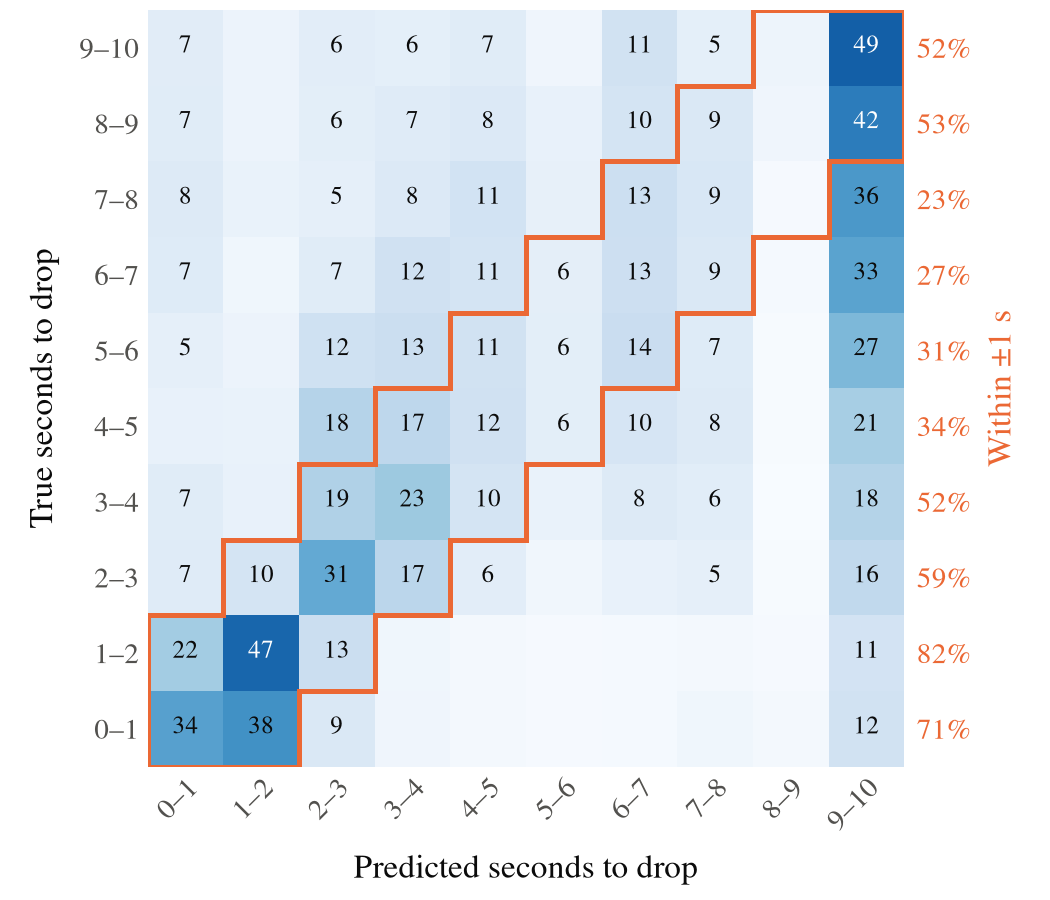 9–10 7 6 6 7 11 5 49 52%
8–9 7 6 7 8 10 9 42 53%
7–8 8 5 8 11 13 9 36 23%
6–7 7 7 12 11 6 13 9 33 27%
5–6 5 12 13 11 6 14 7 27 31%
4–5 18 17 12 6 10 8 21 34%
3–4 7 19 23 10 8 6 18 52%
2–3 7 10 31 17 6 5 16 59%
1–2 22 47 13 11 82%
0–1 34 38 9 12 71%
0–1 1–2 2–3 3–4 4–5 5–6 6–7 7–8 8–9 9–10
Predicted seconds to drop
True seconds to drop
Within ±1 s